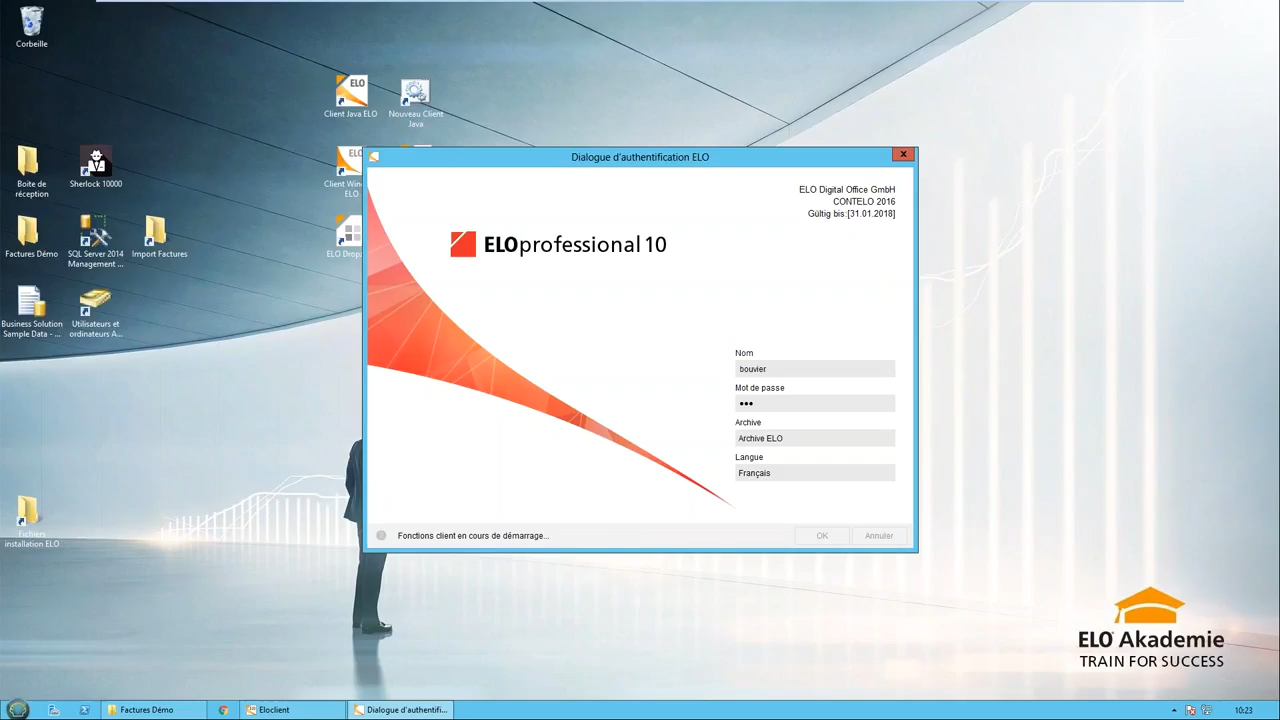 Corbeille
Client Java ELO
Nouveau Client
Java
Boite de
réception
Sherlock 10000
ELO
Client Win
ELO
Factures Démo
SQL Server 2014
Management ...
Import Factures
ELO Drop
Business Solution
Sample Data - ...
Utilisateurs et
ordinateurs A...
Fichiers
installation ELO
Dialogue d'authentification ELO
ELO Digital Office GmbH
CONTELO 2016
Gültig bis:[31.01.2018]
ELOprofessional 10
Nom
bouvier
Mot de passe
•••
Archive
Archive ELO
Langue
Français
Fonctions client en cours de démarrage...
OK
Annuler
ELO Akademie
TRAIN FOR SUCCESS
Factures Démo
Eloclient
Dialogue d'authentifi...
10:23